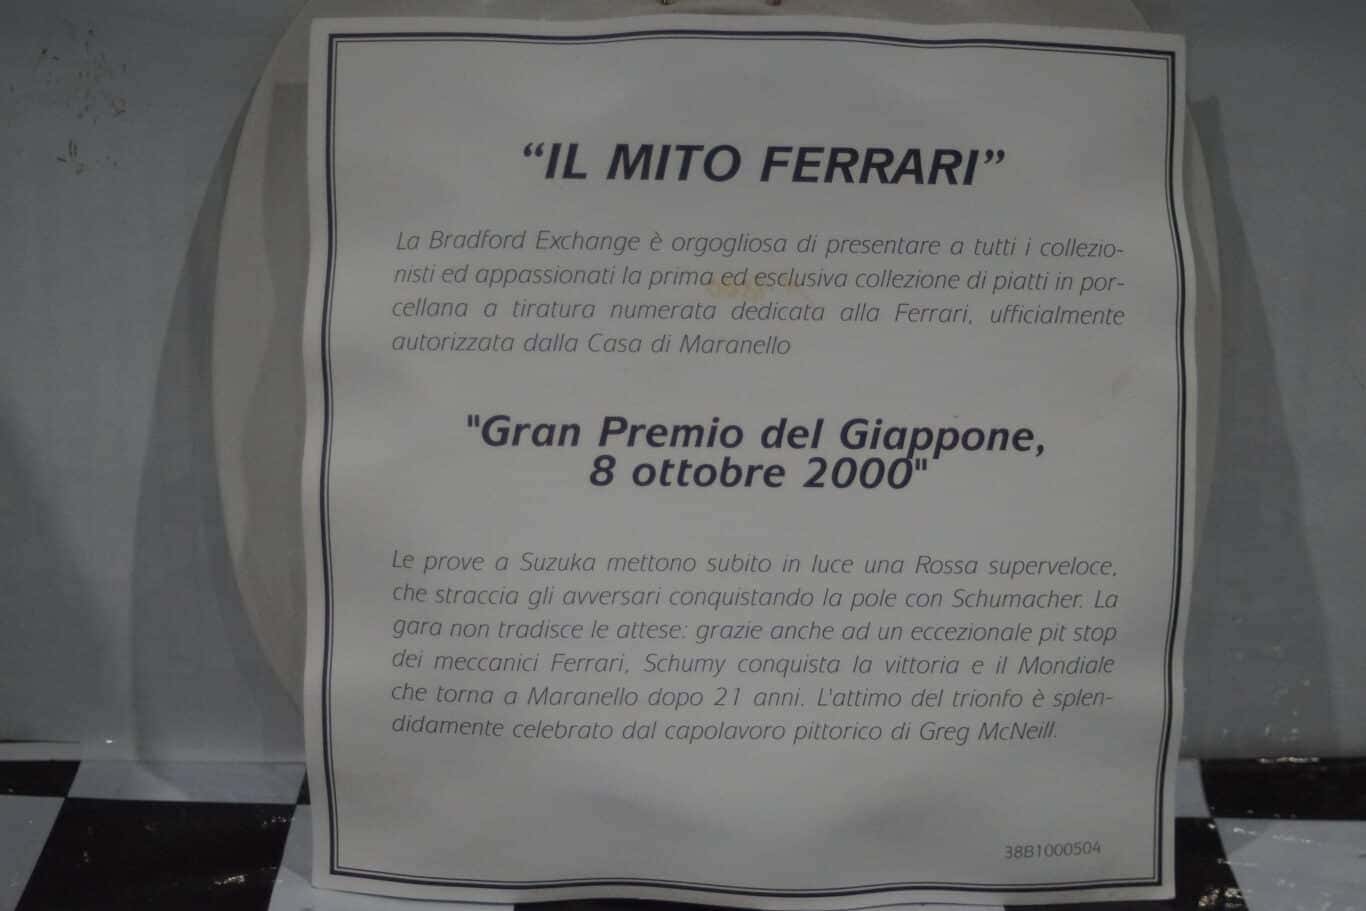 “IL MITO FERRARI”
La Bradford Exchange è orgogliosa di presentare a tutti i collezio-
nisti ed appassionati la prima ed esclusiva collezione di piatti in por-
cellana a tiratura numerata dedicata alla Ferrari, ufficialmente
autorizzata dalla Casa di Maranello
"Gran Premio del Giappone,
8 ottobre 2000"
Le prove a Suzuka mettono subito in luce una Rossa superveloce,
che straccia gli avversari conquistando la pole con Schumacher. La
gara non tradisce le attese: grazie anche ad un eccezionale pit stop
dei meccanici Ferrari, Schumy conquista la vittoria e il Mondiale
che torna a Maranello dopo 21 anni. L'attimo del trionfo è splen-
didamente celebrato dal capolavoro pittorico di Greg McNeill.
38B1000504